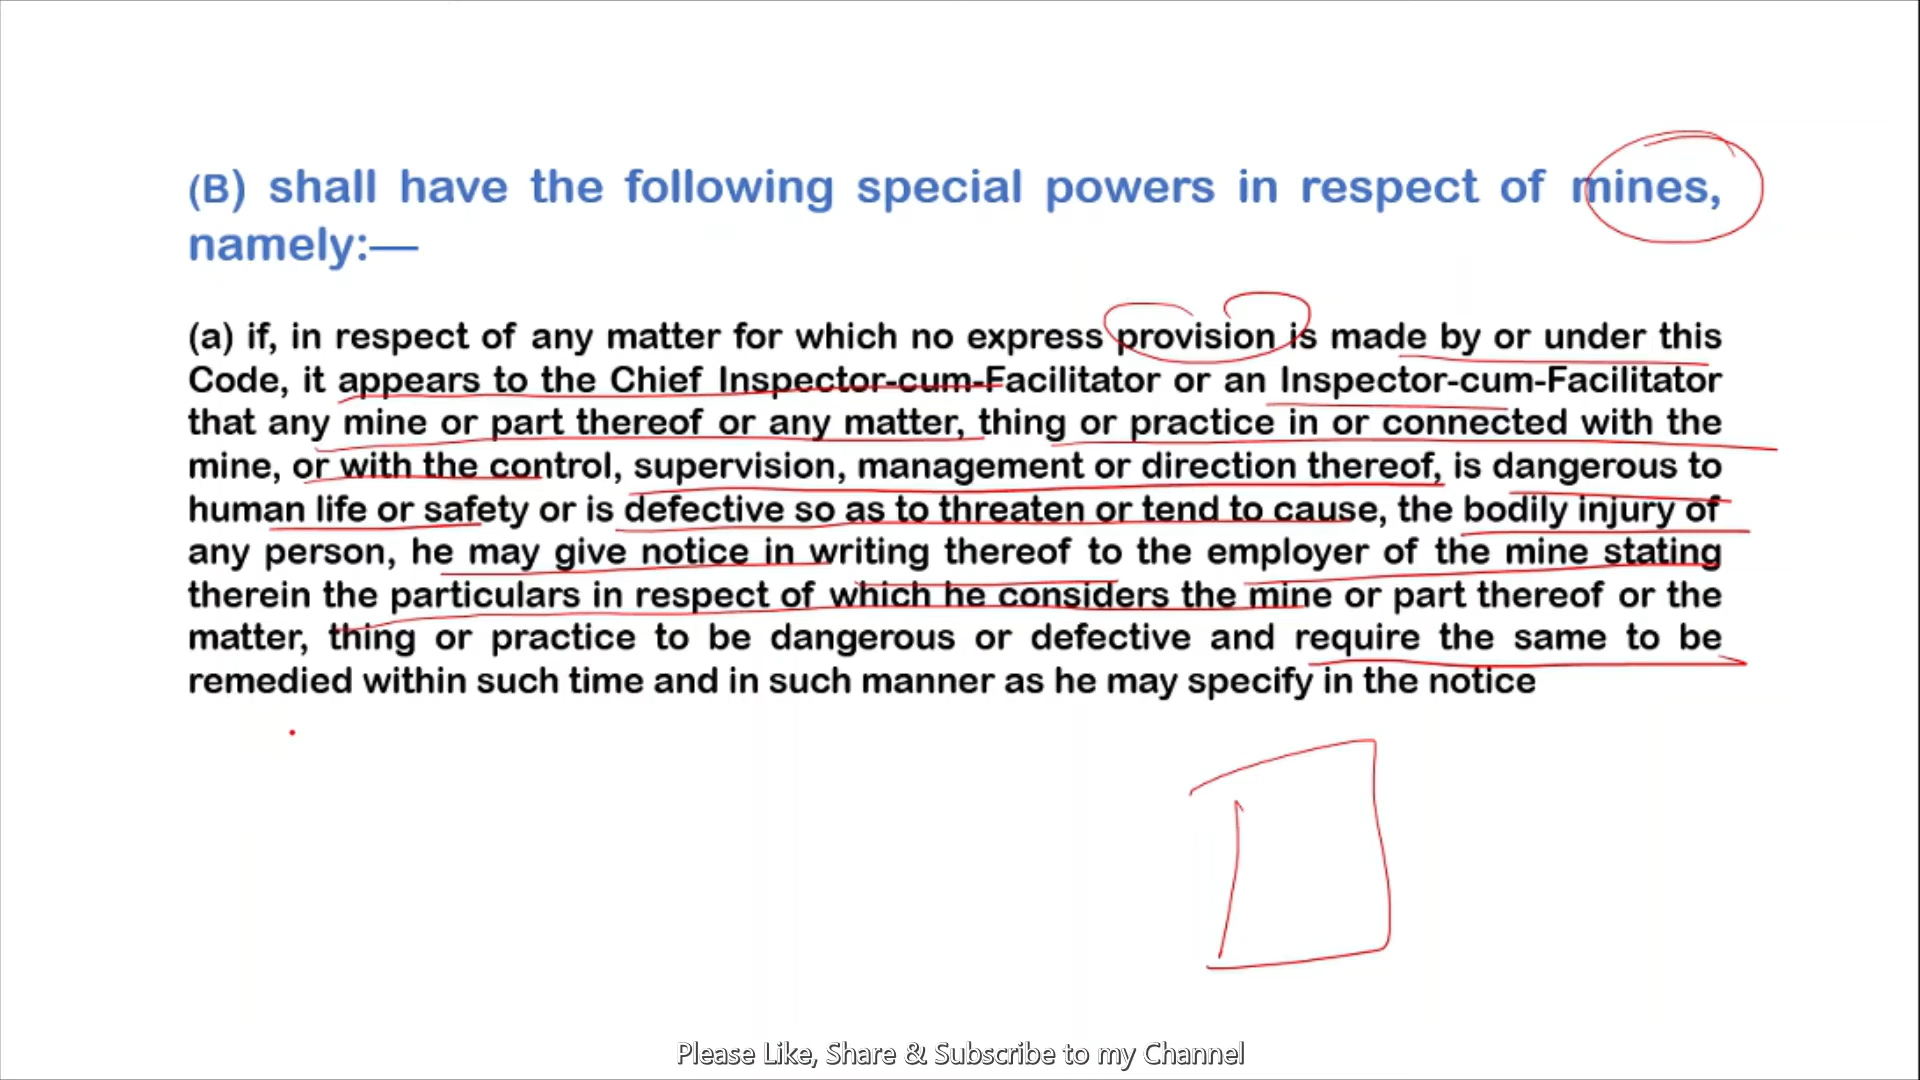 (B) shall have the following special powers in respect of mines,
namely:—
(a) if, in respect of any matter for which no express provision is made by or under this
Code, it appears to the Chief Inspector-cum-Facilitator or an Inspector-cum-Facilitator
that any mine or part thereof or any matter, thing or practice in or connected with the
mine, or with the control, supervision, management or direction thereof, is dangerous to
human life or safety or is defective so as to threaten or tend to cause, the bodily injury of
any person, he may give notice in writing thereof to the employer of the mine stating
therein the particulars in respect of which he considers the mine or part thereof or the
matter, thing or practice to be dangerous or defective and require the same to be
remedied within such time and in such manner as he may specify in the notice
Please Like, Share & Subscribe to my Channel